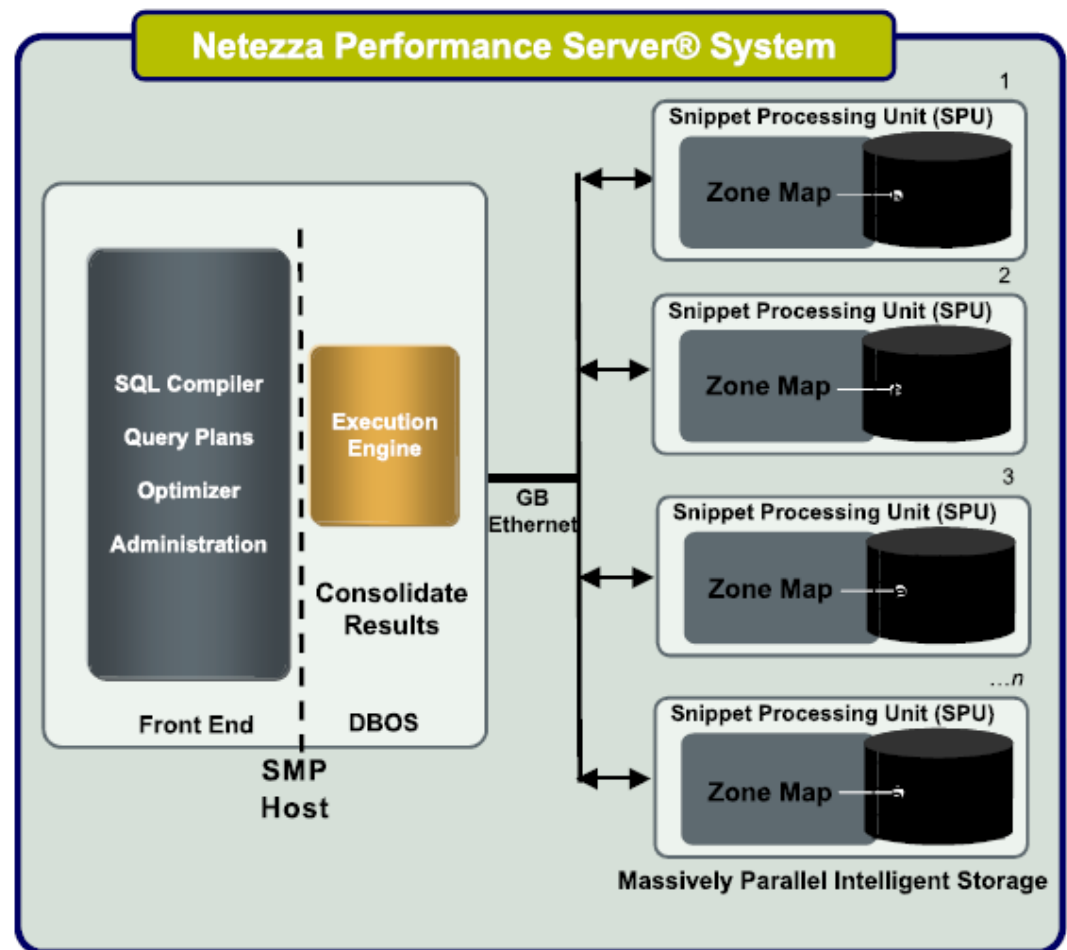 Netezza Performance Server® System
SQL Compiler
Query Plans
Optimizer
Administration
Front End
Execution
Engine
Consolidate
Results
DBOS
SMP
Host
GB
Ethernet
1
Snippet Processing Unit (SPU)
Zone Map
2
Snippet Processing Unit (SPU)
Zone Map
3
Snippet Processing Unit (SPU)
Zone Map
...n
Snippet Processing Unit (SPU)
Zone Map
Massively Parallel Intelligent Storage